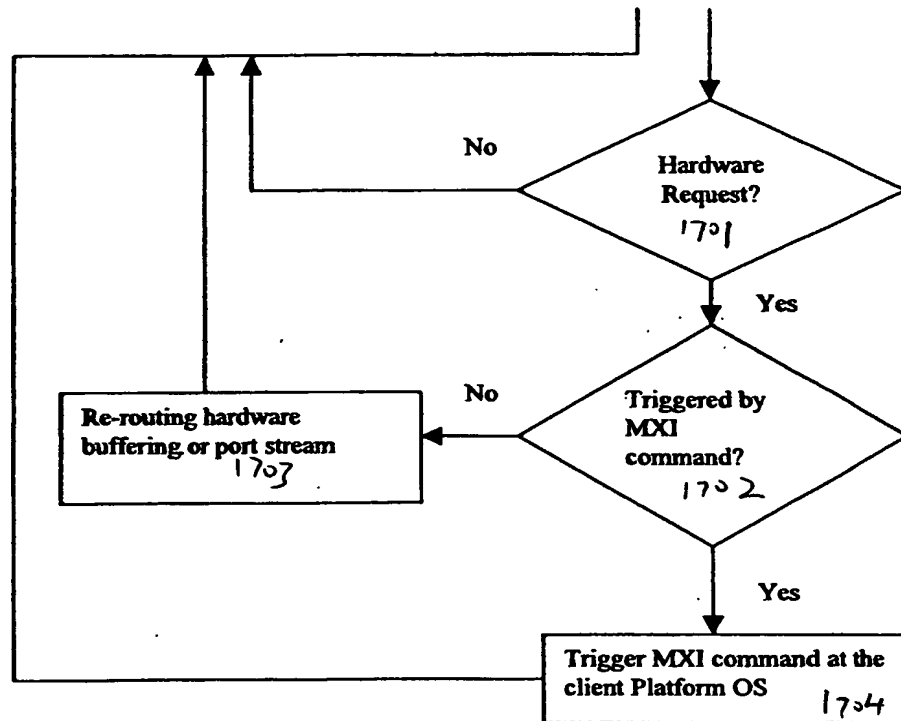 No
Hardware
Request?
1701
Yes
No
Triggered by
MXI
command?
1702
Re-routing hardware
buffering or port stream
1703
Yes
Trigger MXI command at the
client Platform OS
1704